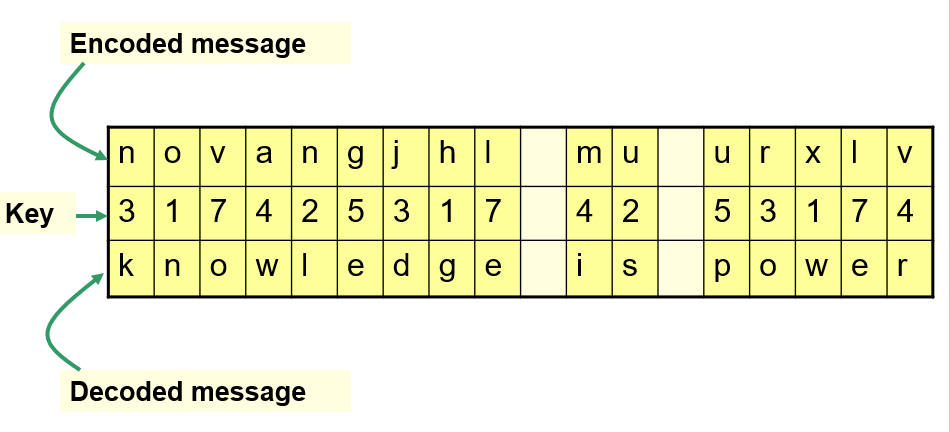 Encoded message
n o v a n g j h l m u u r x l v
Key 3 1 7 4 2 5 3 1 7 4 2 5 3 1 7 4
k n o w l e d g e i s p o w e r
Decoded message